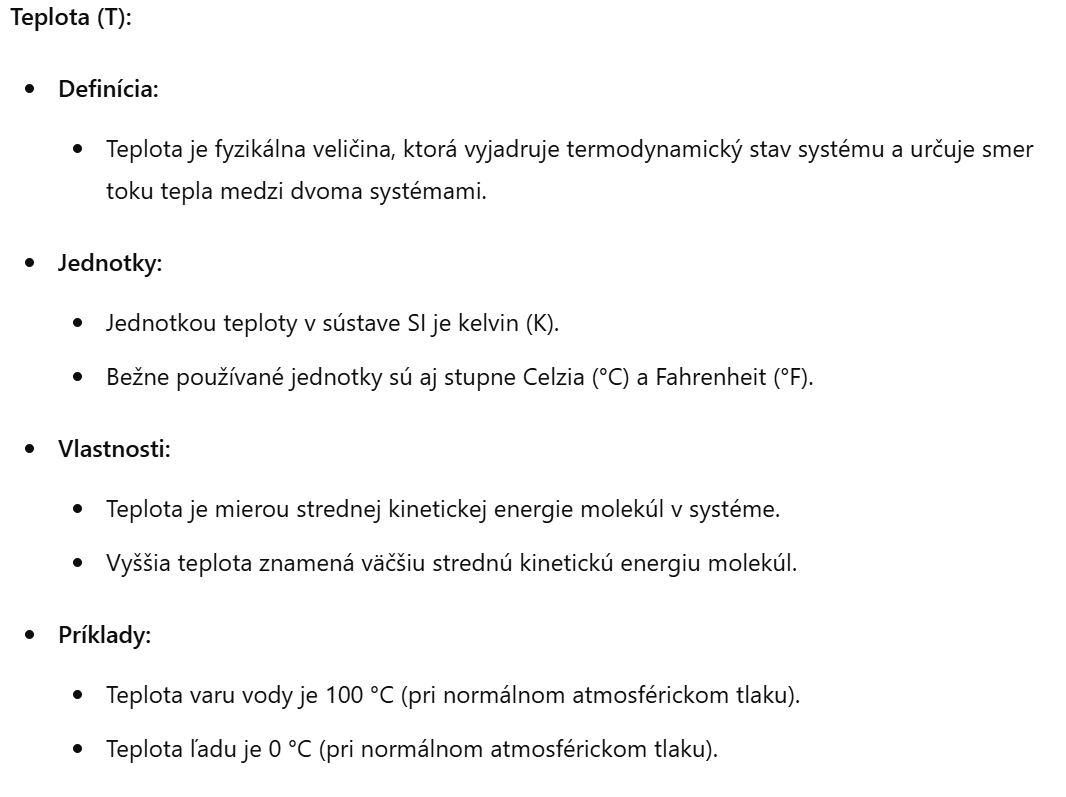 Teplota (T):
Definícia:
Teplota je fyzikálna veličina, ktorá vyjadruje termodynamický stav systému a určuje smer
toku tepla medzi dvoma systémami.
Jednotky:
Jednotkou teploty v sústave SI je kelvin (K).
Bežne používané jednotky sú aj stupne Celzia (°C) a Fahrenheit (°F).
Vlastnosti:
Teplota je mierou strednej kinetickej energie molekúl v systéme.
Vyššia teplota znamená väčšiu strednú kinetickú energiu molekúl.
Príklady:
Teplota varu vody je 100 °C (pri normálnom atmosférickom tlaku).
Teplota ľadu je 0 °C (pri normálnom atmosférickom tlaku).